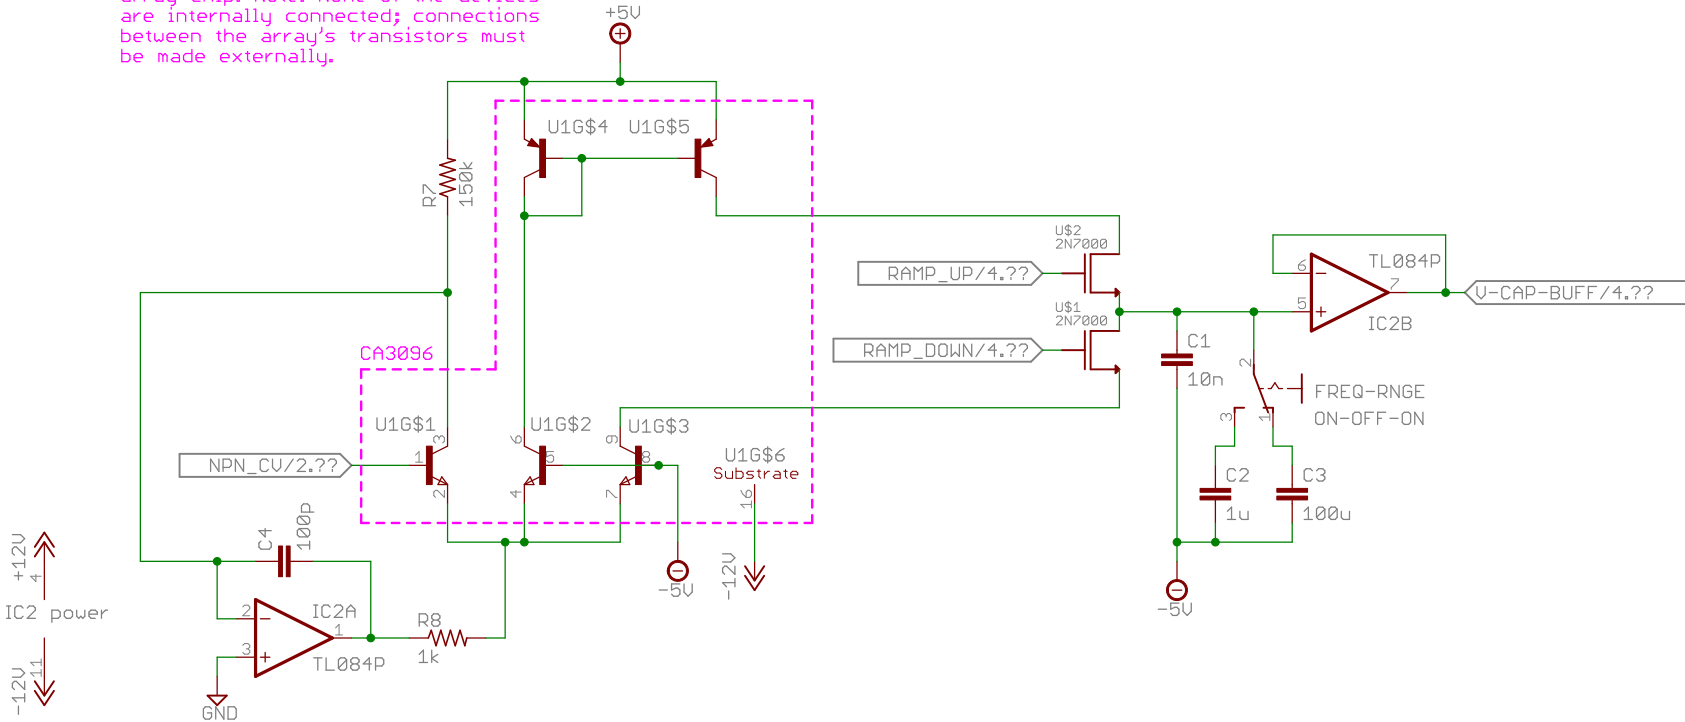 are internally connected; connections
between the array's transistors must
be made externally.
+5V
U1G$4
U1G$5
R7
150k
U$2
2N7000
RAMP_UP/4.??
U$1
2N7000
RAMP_DOWN/4.??
TL084P
6
7
5
IC2B
V-CAP-BUFF/4.??
CA3096
C1
10n
2
FREQ-RNGE
ON-OFF-ON
3
1
U1G$1
3
1
2
NPN_CV/2.??
U1G$2
6
5
4
U1G$3
9
8
7
U1G$6
Substrate
16
-12V
-5V
C2
1u
C3
100u
-5V
+12V
4
IC2 power
11
-12V
C4
100p
IC2A
2
1
3
TL084P
R8
1k
GND